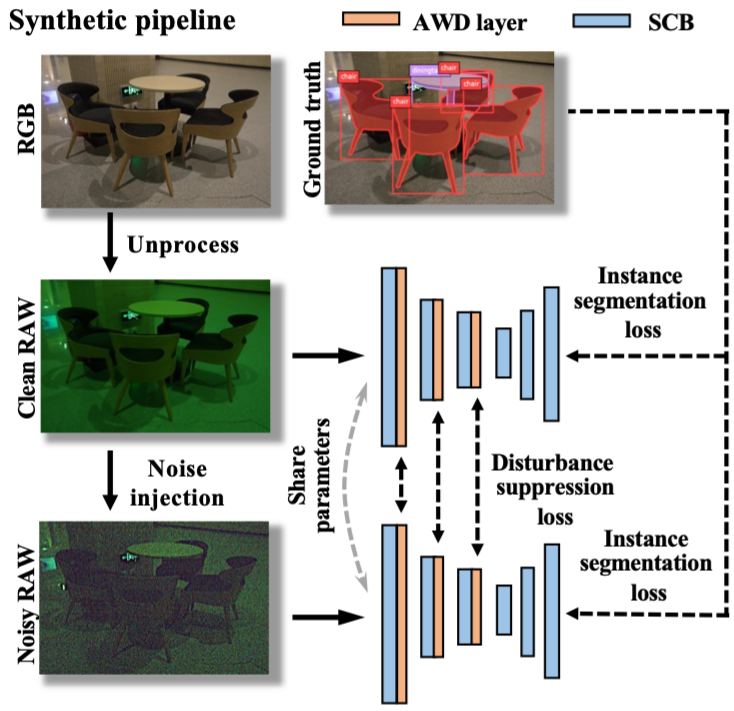 Synthetic pipeline
AWD layer
SCB
RGB
Ground truth
chair
chair
chair
chair
Unprocess
Clean RAW
Instance
segmentation
loss
Noise
injection
Share
parameters
Disturbance
suppression
loss
Noisy RAW
Instance
segmentation
loss